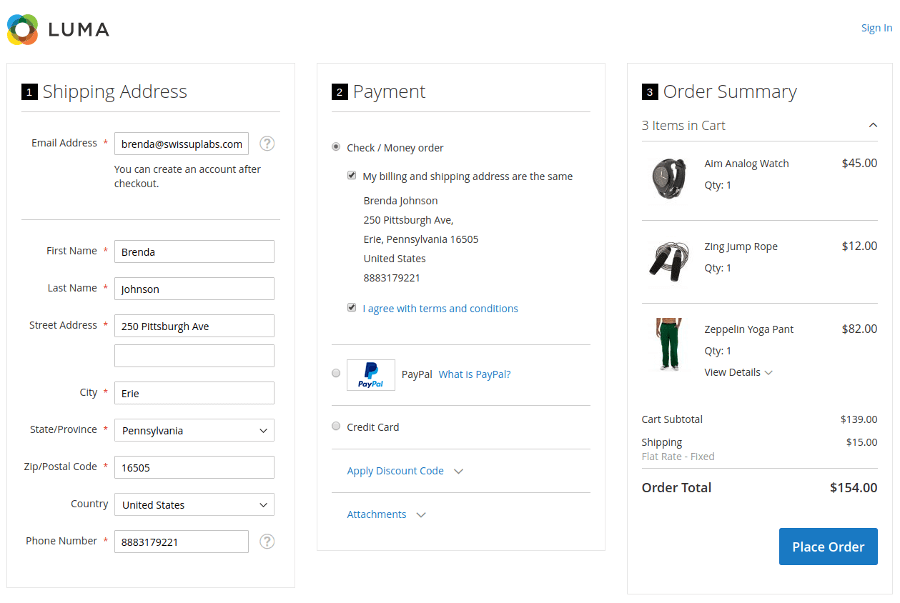 LUMA
Sign In
1 Shipping Address
Email Address * brenda@swissuplabs.com ?
You can create an account after
checkout.
First Name * Brenda
Last Name * Johnson
Street Address * 250 Pittsburgh Ave
City * Erie
State/Province * Pennsylvania
Zip/Postal Code * 16505
Country United States
Phone Number * 8883179221 ?
2 Payment
Check / Money order
My billing and shipping address are the same
Brenda Johnson
250 Pittsburgh Ave,
Erie, Pennsylvania 16505
United States
8883179221
I agree with terms and conditions
PayPal PayPal What is PayPal?
Credit Card
Apply Discount Code
Attachments
3 Order Summary
3 Items in Cart
Aim Analog Watch $45.00
Qty: 1
Zing Jump Rope $12.00
Qty: 1
Zeppelin Yoga Pant $82.00
Qty: 1
View Details
Cart Subtotal $139.00
Shipping $15.00
Flat Rate - Fixed
Order Total $154.00
Place Order